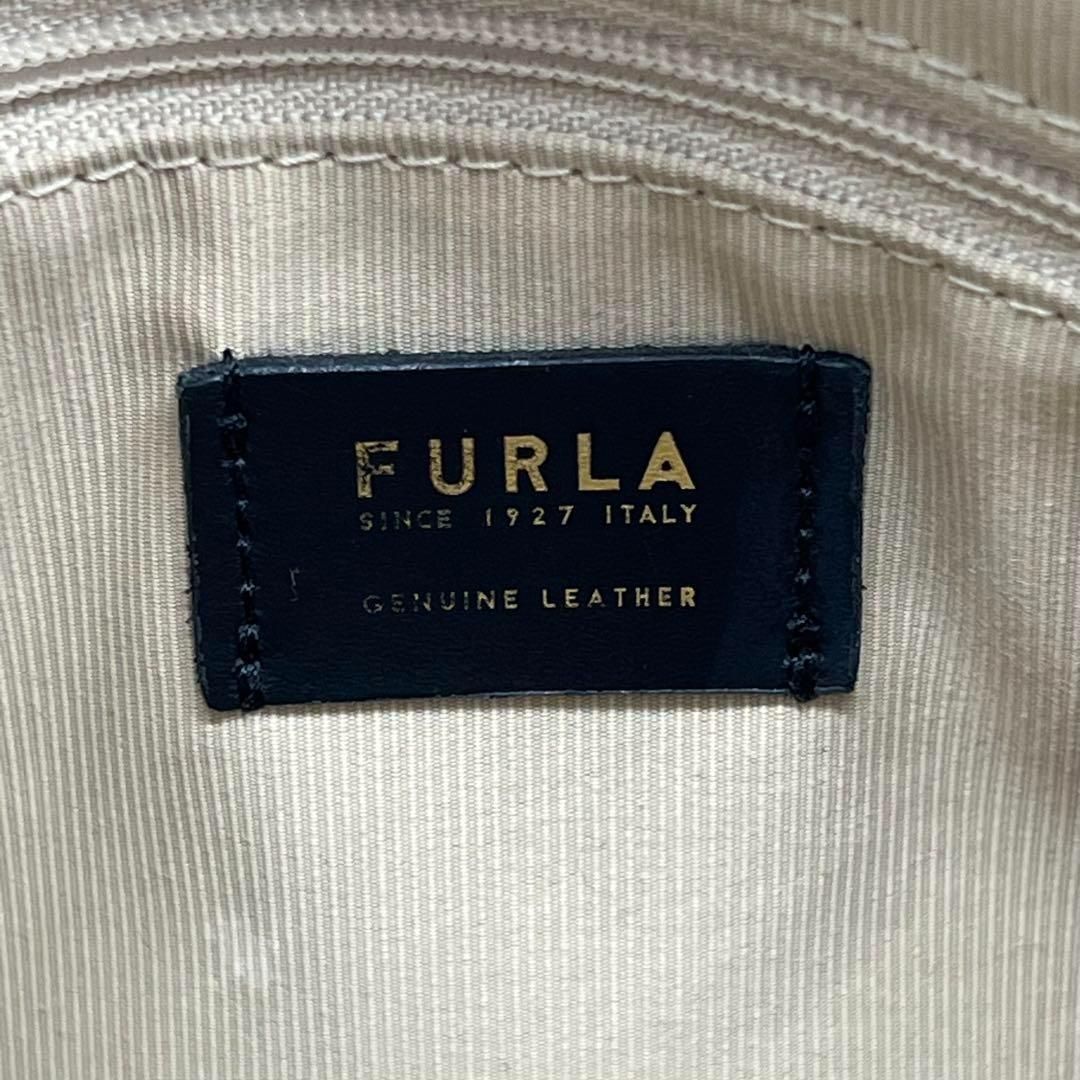 FURLA
SINCE 1927 ITALY
GENUINE LEATHER